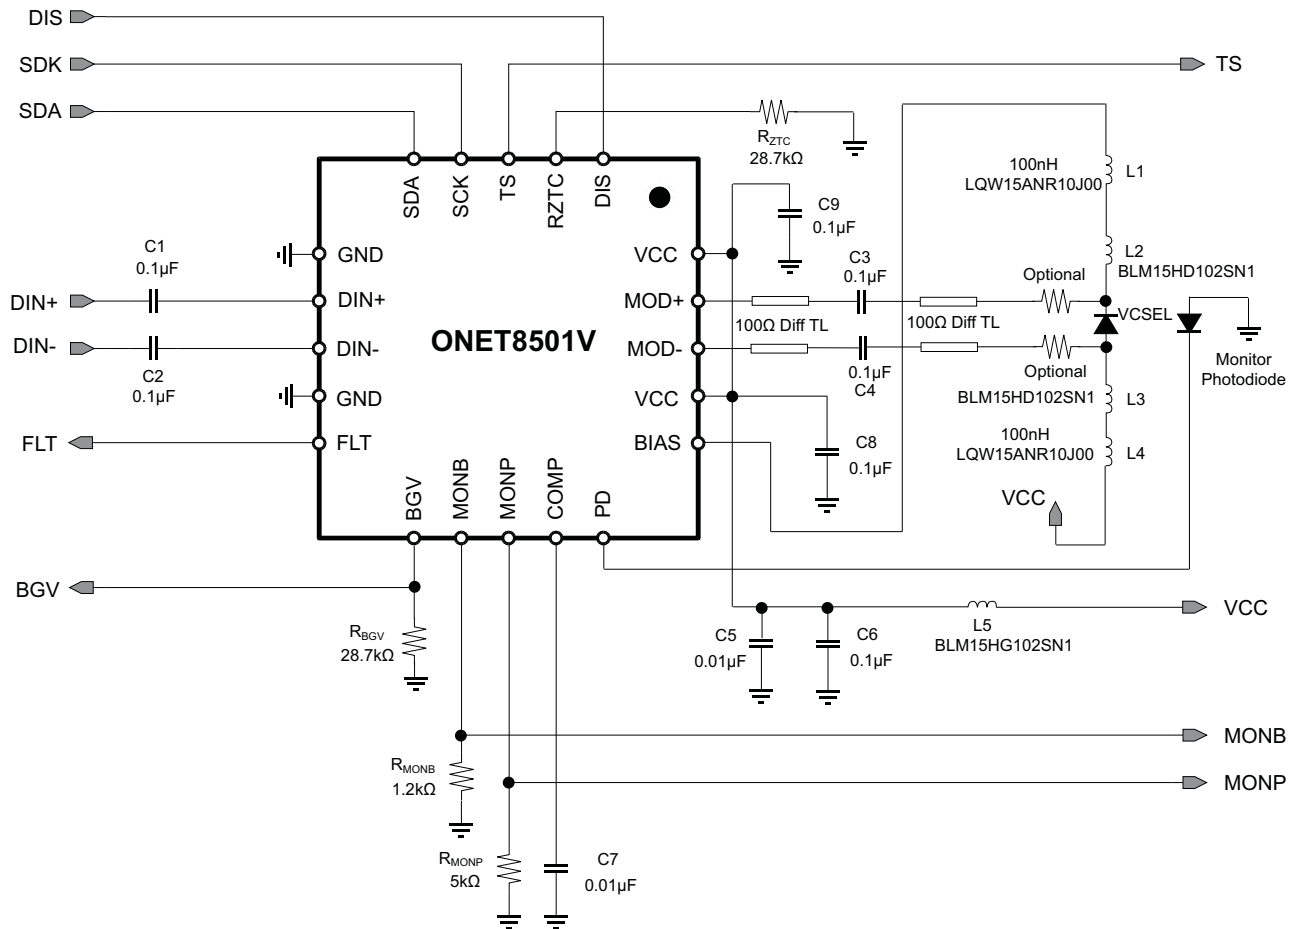 DIS
SDK
TS
SDA
R_ZTC
28.7kΩ
100nH
LQW15ANR10J00
L1
SDA
SCK
TS
RZTC
DIS
C9
0.1µF
C1
0.1µF
GND
VCC
C3
0.1µF
L2
BLM15HD102SN1
Optional
DIN+
DIN+
MOD+
100Ω Diff TL
100Ω Diff TL
VCSEL
ONET8501V
DIN-
DIN-
MOD-
Monitor
Photodiode
C2
0.1µF
0.1µF
C4
Optional
BLM15HD102SN1
L3
GND
VCC
FLT
FLT
BIAS
C8
0.1µF
100nH
LQW15ANR10J00
L4
BGV
MONB
MONP
COMP
PD
VCC
BGV
VCC
R_BGV
28.7kΩ
C5
0.01µF
C6
0.1µF
L5
BLM15HG102SN1
MONB
R_MONB
1.2kΩ
MONP
R_MONP
5kΩ
C7
0.01µF